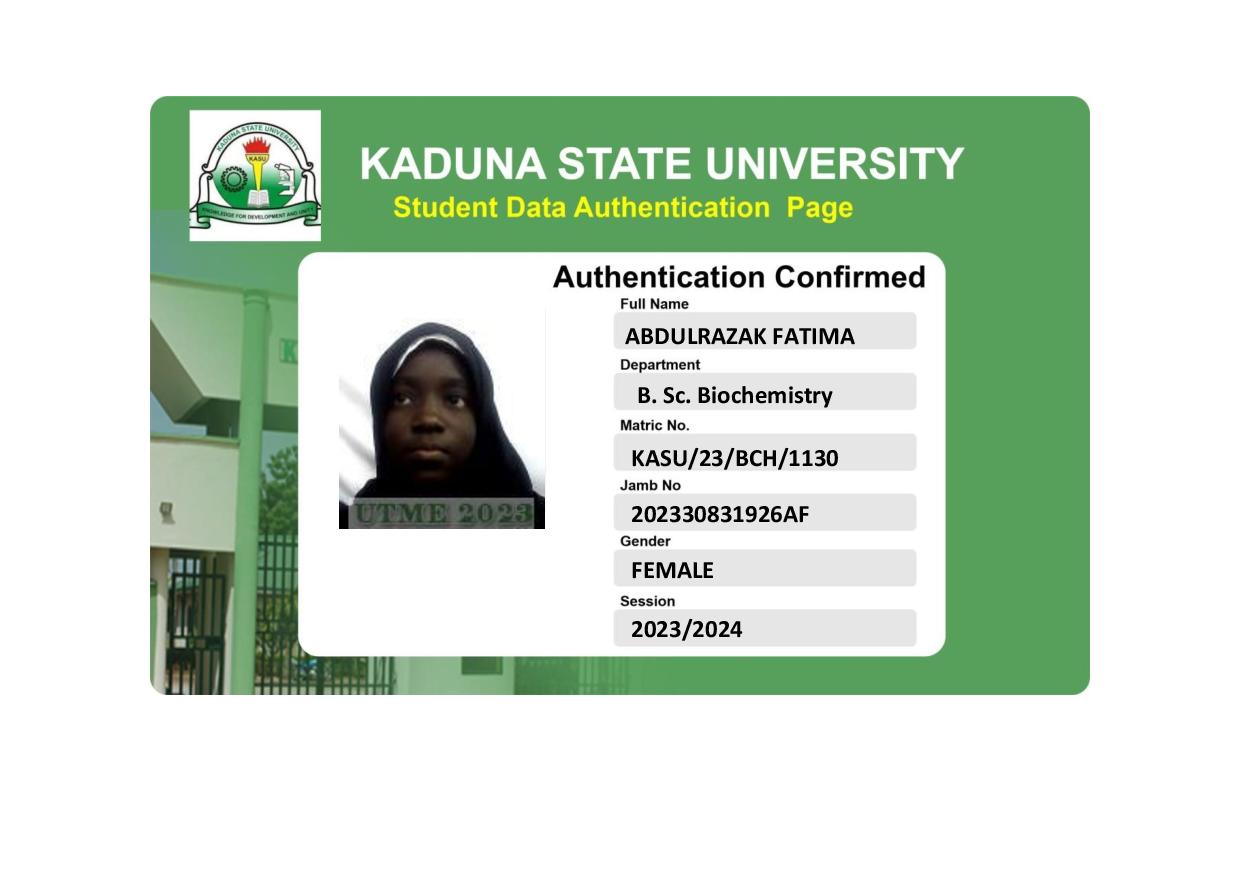 KADUNA STATE UNIVERSITY
KASU
KNOWLEDGE FOR DEVELOPMENT AND UNITY
KADUNA STATE UNIVERSITY
Student Data Authentication Page
Authentication Confirmed
Full Name
ABDULRAZAK FATIMA
Department
B. Sc. Biochemistry
Matric No.
KASU/23/BCH/1130
Jamb No
202330831926AF
Gender
FEMALE
Session
2023/2024
UTME 2023
K